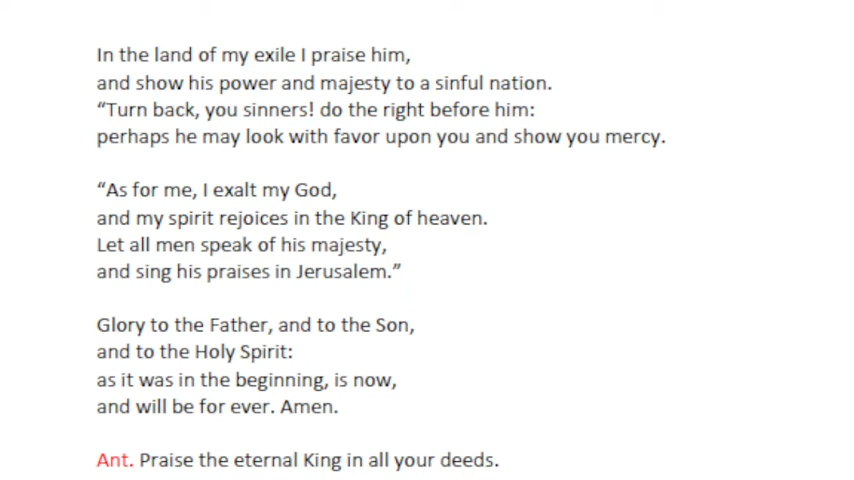 In the land of my exile I praise him,
and show his power and majesty to a sinful nation.
“Turn back, you sinners! do the right before him:
perhaps he may look with favor upon you and show you mercy.
“As for me, I exalt my God,
and my spirit rejoices in the King of heaven.
Let all men speak of his majesty,
and sing his praises in Jerusalem.”
Glory to the Father, and to the Son,
and to the Holy Spirit:
as it was in the beginning, is now,
and will be for ever. Amen.
Ant. Praise the eternal King in all your deeds.